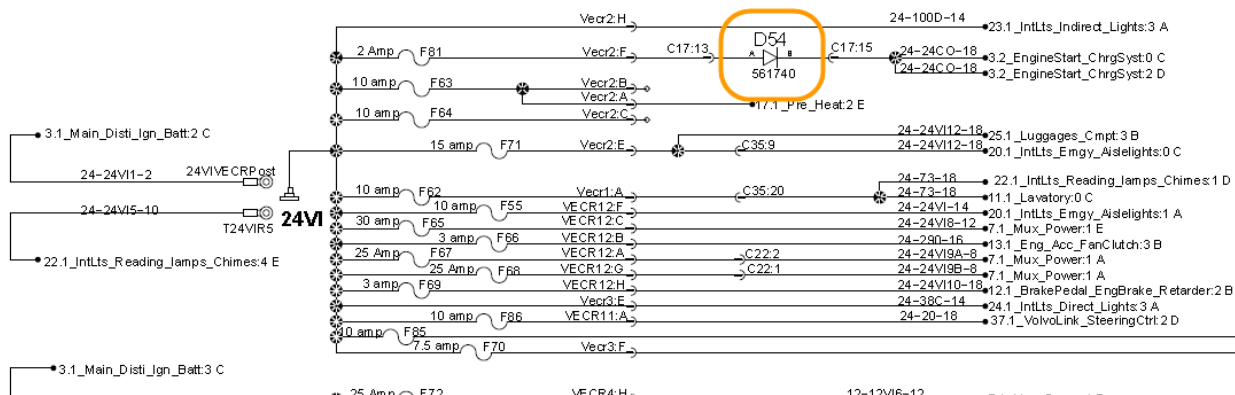 Vecr2:H 24-100D-14 23.1_IntLts_Indirect_Lights:3 A
D54
2 Amp F81 Vecr2:F C17:13 A B C17:15 24-24CO-18 3.2_EngineStart_ChrgSyst:0 C
561740 24-24CO-18 3.2_EngineStart_ChrgSyst:2 D
10 amp F63 Vecr2:B
Vecr2:A 17.1_Pre_Heat:2 E
10 amp F64 Vecr2:C
3.1_Main_Disti_Ign_Batt:2 C 24-24VI12-18 25.1_Luggages_Cmpt:3 B
15 amp F71 Vecr2:E C35:9 24-24VI12-18 20.1_IntLts_Emgy_Aislelights:0 C
24-24VI1-2 24VIVECRPost
24-73-18 22.1_IntLts_Reading_lamps_Chimes:1 D
10 amp F62 Vecr1:A C35:20 24-73-18 11.1_Lavatory:0 C
24-24VI5-10 24VI 10 amp F55 VECR12:F 24-24VI-14 20.1_IntLts_Emgy_Aislelights:1 A
T24VIR5 30 amp F65 VECR12:C 24-24VI8-12 7.1_Mux_Power:1 E
3 amp F66 VECR12:B 24-290-16 13.1_Eng_Acc_FanClutch:3 B
22.1_IntLts_Reading_lamps_Chimes:4 E 25 Amp F67 VECR12:A C22:2 24-24VI9A-8 7.1_Mux_Power:1 A
25 Amp F68 VECR12:G C22:1 24-24VI9B-8 7.1_Mux_Power:1 A
3 amp F69 VECR12:H 24-24VI10-18 12.1_BrakePedal_EngBrake_Retarder:2 B
Vecr3:E 24-38C-14 24.1_IntLts_Direct_Lights:3 A
10 amp F86 VECR11:A 24-20-18 37.1_VolvoLink_SteeringCtrl:2 D
amp F85
7.5 amp F70 Vecr3:F
3.1_Main_Disti_Ign_Batt:3 C
25 Amp F72 VECR4:H 12-12VI6-12